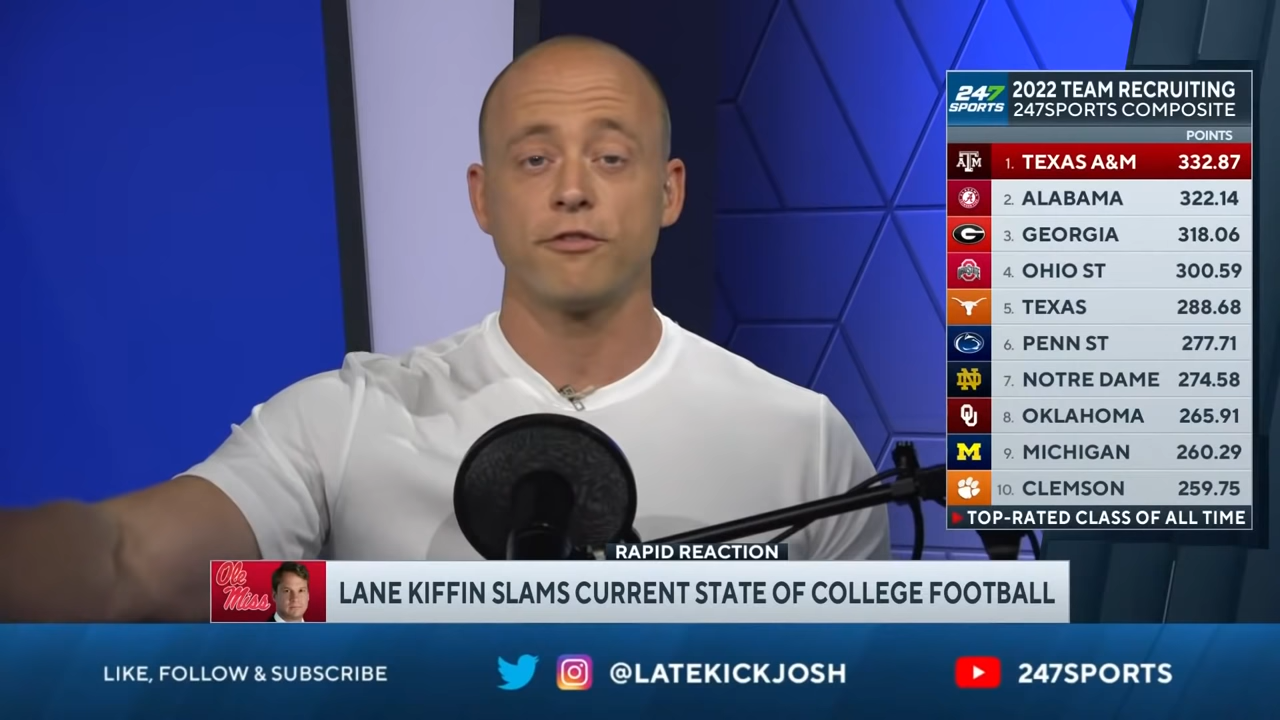 247
SPORTS
2022 TEAM RECRUITING
247SPORTS COMPOSITE
POINTS
1. TEXAS A&M 332.87
2. ALABAMA 322.14
3. GEORGIA 318.06
4. OHIO ST 300.59
5. TEXAS 288.68
6. PENN ST 277.71
7. NOTRE DAME 274.58
8. OKLAHOMA 265.91
9. MICHIGAN 260.29
10. CLEMSON 259.75
TOP-RATED CLASS OF ALL TIME
RAPID REACTION
Ole
Miss
LANE KIFFIN SLAMS CURRENT STATE OF COLLEGE FOOTBALL
LIKE, FOLLOW & SUBSCRIBE @LATEKICKJOSH 247SPORTS